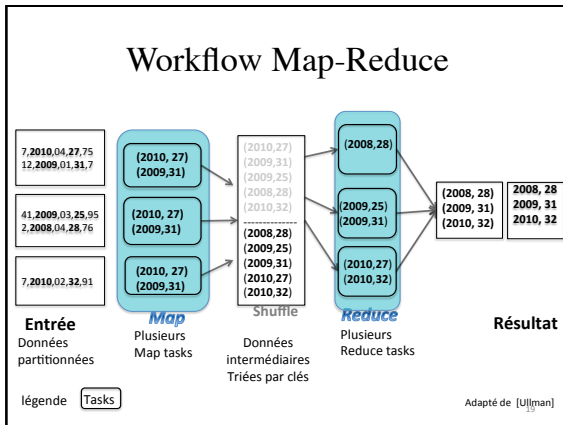 Workflow Map-Reduce
7,2010,04,27,75
12,2009,01,31,7
41,2009,03,25,95
2,2008,04,28,76
7,2010,02,32,91
(2010, 27)
(2009,31)
(2010, 27)
(2009,31)
(2010, 27)
(2009,31)
(2010,27)
(2009,31)
(2009,25)
(2008,28)
(2010,32)
(2008,28)
(2009,25)
(2009,31)
(2010,27)
(2010,32)
(2008,28)
(2009,25)
(2009,31)
(2010,27)
(2010,32)
(2008, 28)
(2009, 31)
(2010, 32)
2008, 28
2009, 31
2010, 32
Entrée
Données
partitionnées
Map
Plusieurs
Map tasks
Shuffle
Données
intermédiaires
Triées par clés
Reduce
Plusieurs
Reduce tasks
Résultat
légende
Tasks
Adapté de [Ullman]
19